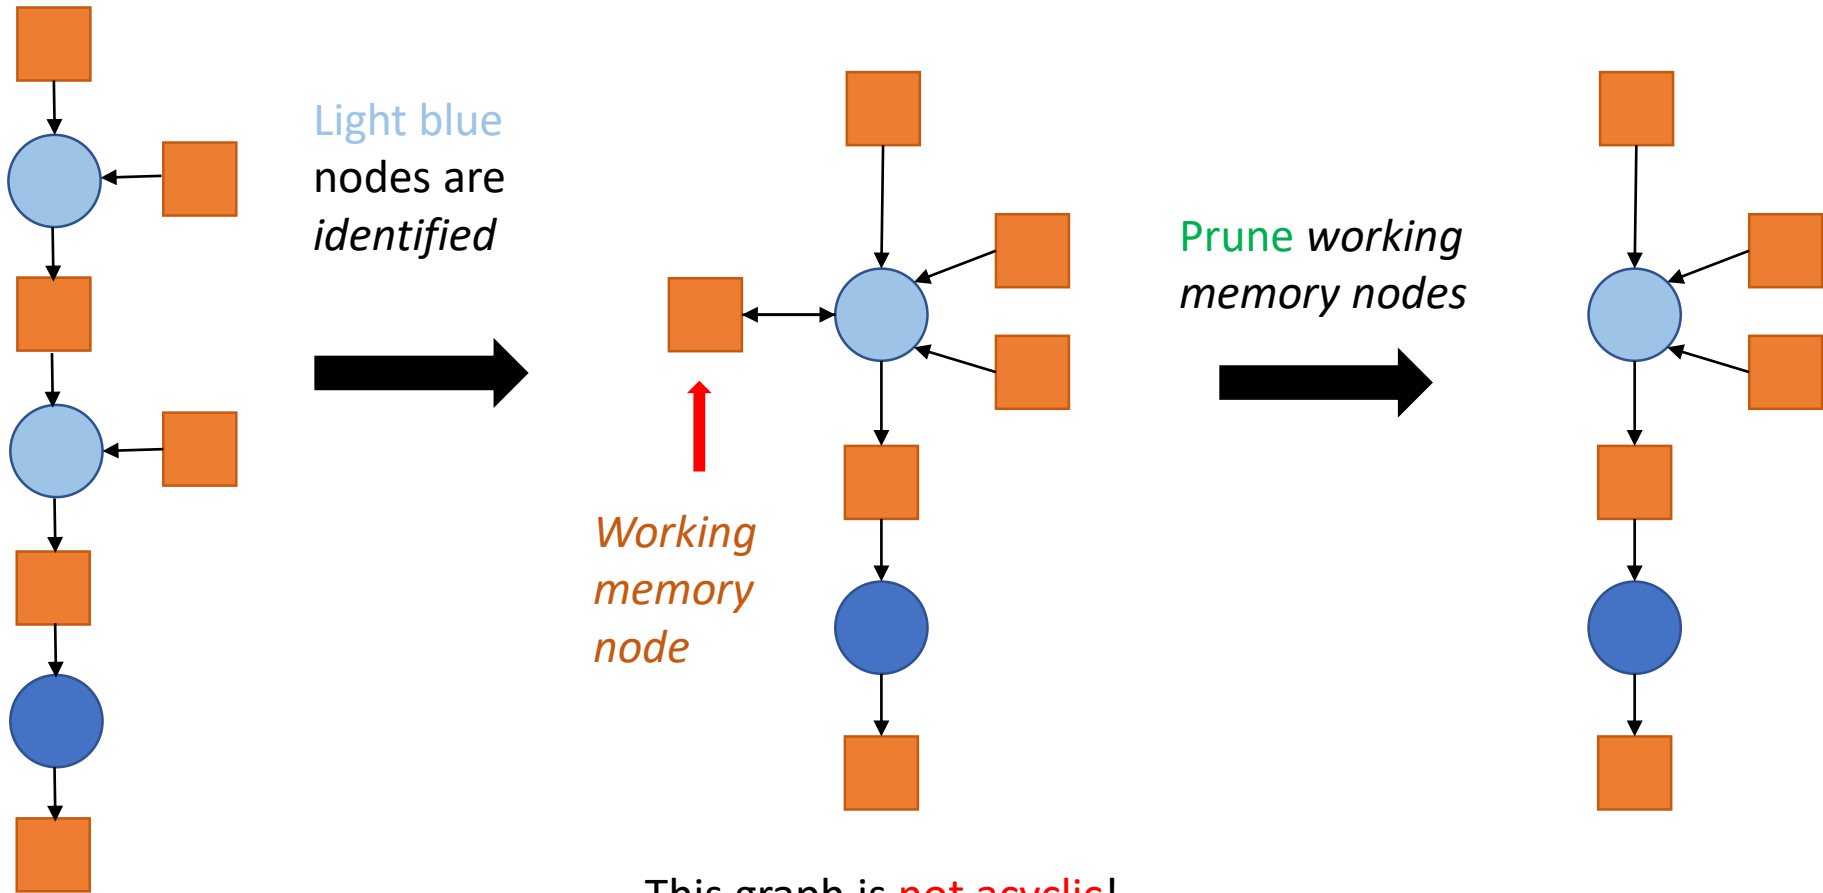 Light blue
nodes are
identified
Prune working
memory nodes
Working
memory
node
This graph is not acyclic!